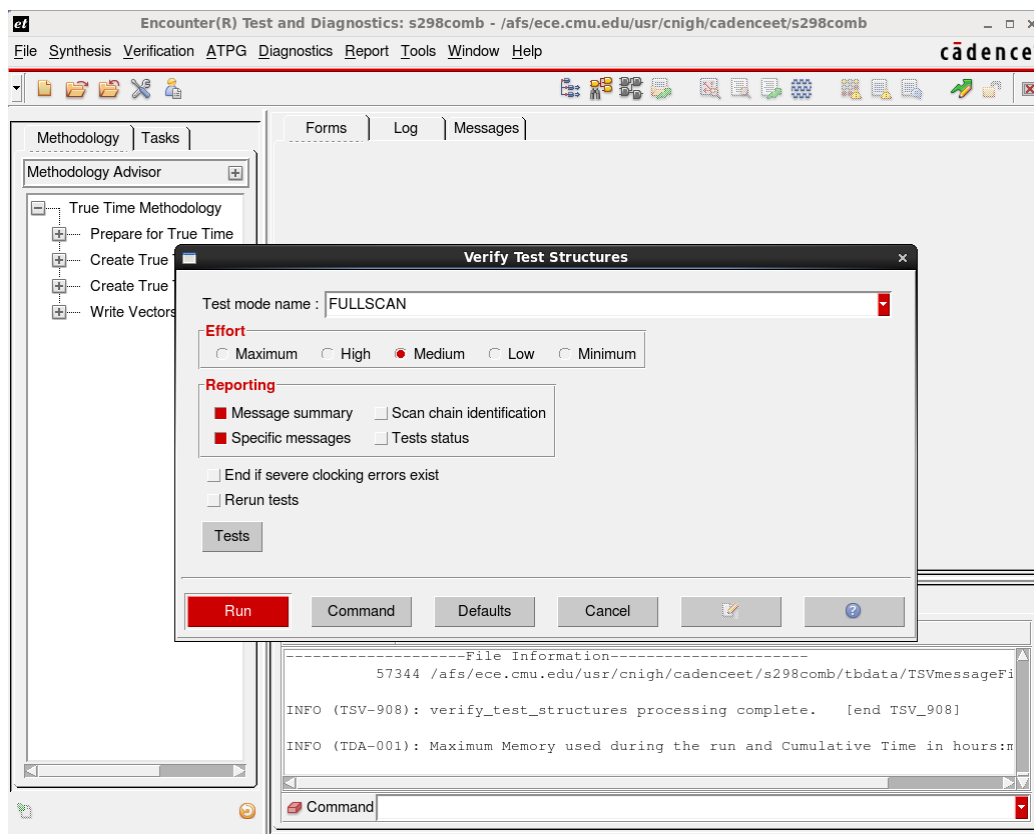 et Encounter(R) Test and Diagnostics: s298comb - /afs/ece.cmu.edu/usr/cnigh/cadenceet/s298comb
File Synthesis Verification ATPG Diagnostics Report Tools Window Help cādence
Methodology Tasks
Forms Log Messages
Methodology Advisor
True Time Methodology
Prepare for True Time
Create True
Create True
Write Vectors
Verify Test Structures
Test mode name : FULLSCAN
Effort
Maximum High Medium Low Minimum
Reporting
Message summary Scan chain identification
Specific messages Tests status
End if severe clocking errors exist
Rerun tests
Tests
Run Command Defaults Cancel
--------------------File Information----------------------
57344 /afs/ece.cmu.edu/usr/cnigh/cadenceet/s298comb/tbdata/TSVmessageFi
INFO (TSV-908): verify_test_structures processing complete. [end TSV_908]
INFO (TDA-001): Maximum Memory used during the run and Cumulative Time in hours:m
Command